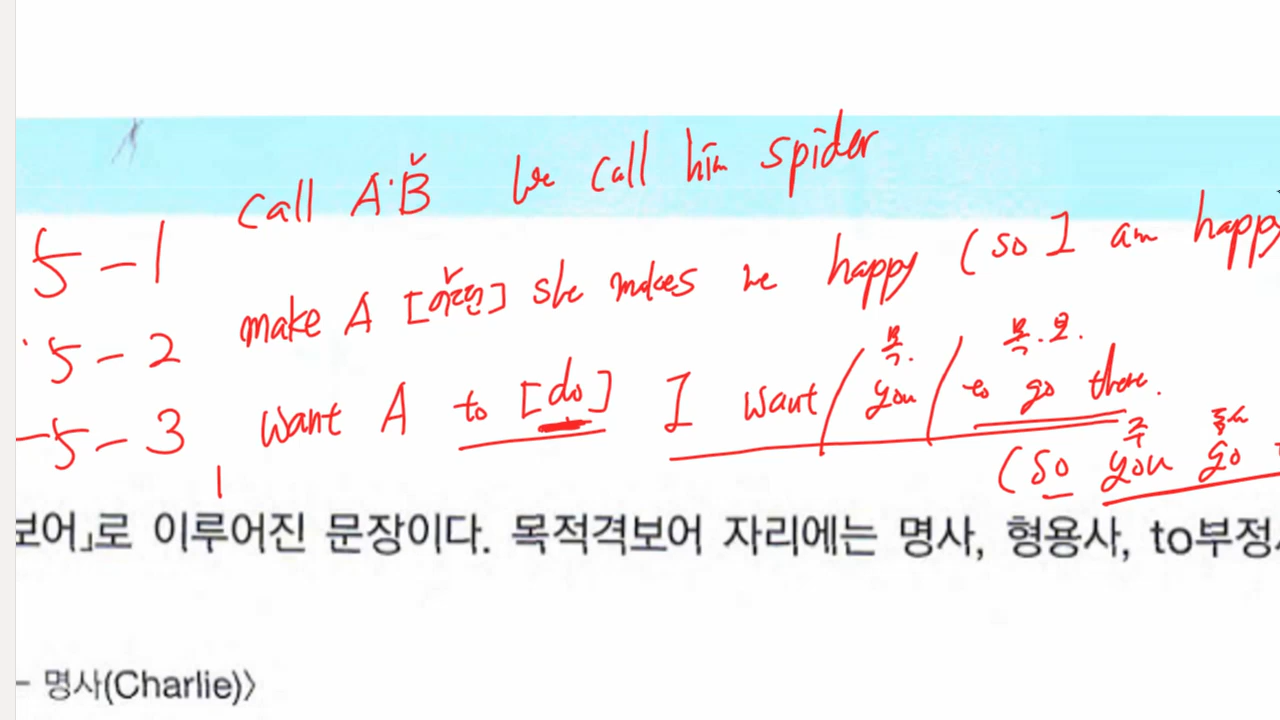 call A·B we call him spider
5-1
make A [어떤] she makes me happy (so I am happy
5-2
목. 목.보.
want A to [do] I want / you / to go there.
5-3
주 동사
(so you go
보어」로 이루어진 문장이다. 목적격보어 자리에는 명사, 형용사, to부정
- 명사(Charlie)〉